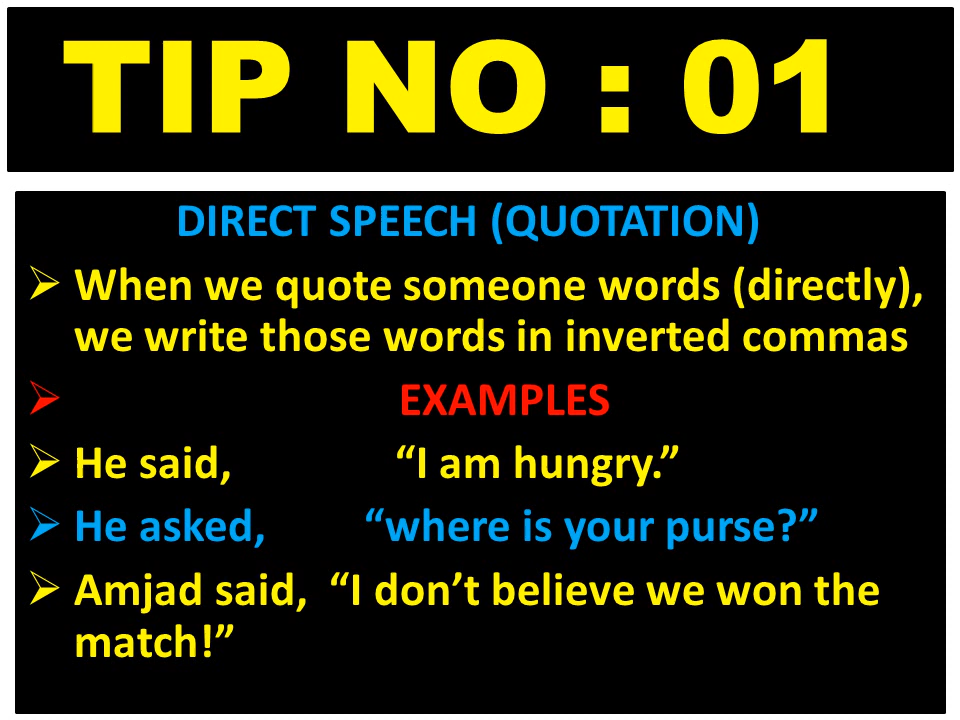 TIP NO : 01
DIRECT SPEECH (QUOTATION)
When we quote someone words (directly),
we write those words in inverted commas
EXAMPLES
He said, “I am hungry.”
He asked, “where is your purse?”
Amjad said, “I don’t believe we won the
match!”